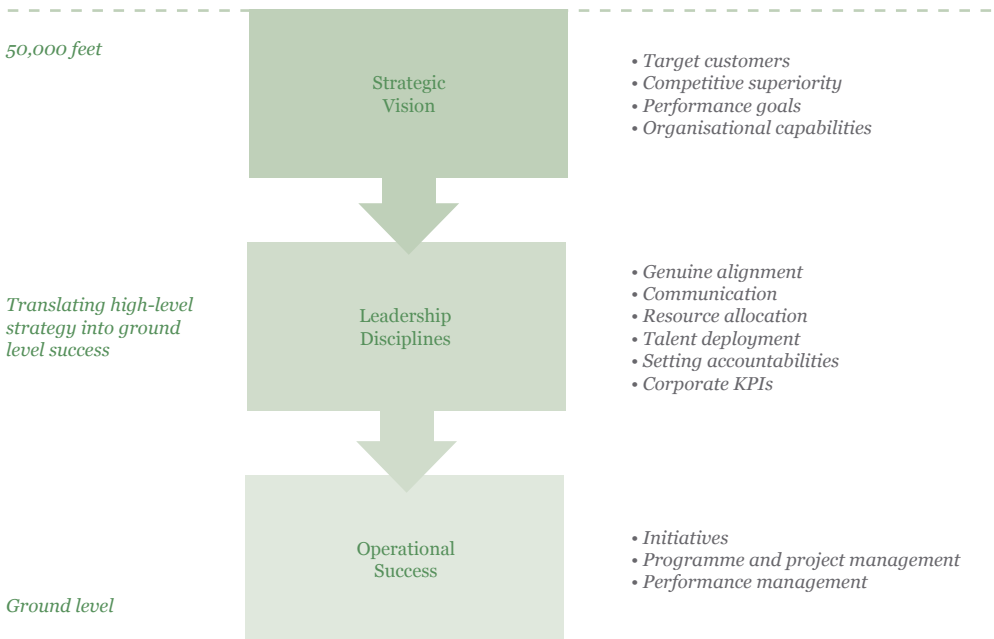 50,000 feet
Strategic
Vision
• Target customers
• Competitive superiority
• Performance goals
• Organisational capabilities
Translating high-level
strategy into ground
level success
Leadership
Disciplines
• Genuine alignment
• Communication
• Resource allocation
• Talent deployment
• Setting accountabilities
• Corporate KPIs
Operational
Success
• Initiatives
• Programme and project management
• Performance management
Ground level